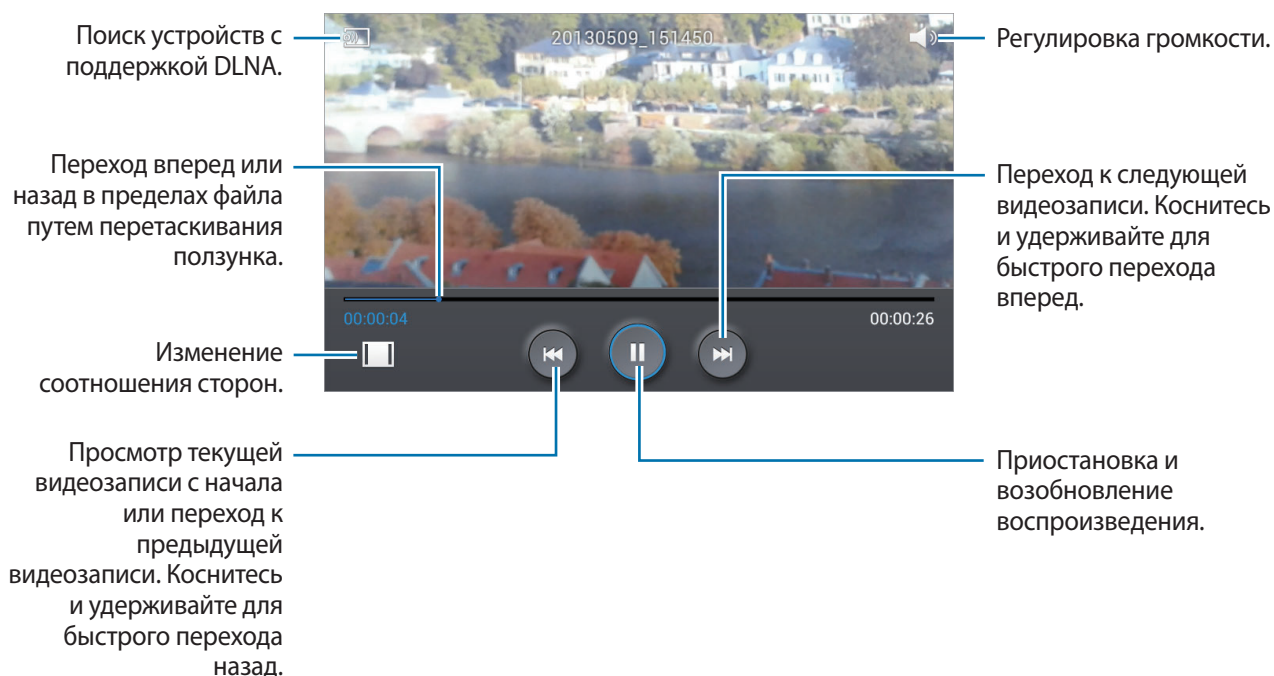 Поиск устройств с
поддержкой DLNA.
20130509_151450
Регулировка громкости.
Переход вперед или
назад в пределах файла
путем перетаскивания
ползунка.
Переход к следующей
видеозаписи. Коснитесь
и удерживайте для
быстрого перехода
вперед.
00:00:04
00:00:26
Изменение
соотношения сторон.
Просмотр текущей
видеозаписи с начала
или переход к
предыдущей
видеозаписи. Коснитесь
и удерживайте для
быстрого перехода
назад.
Приостановка и
возобновление
воспроизведения.